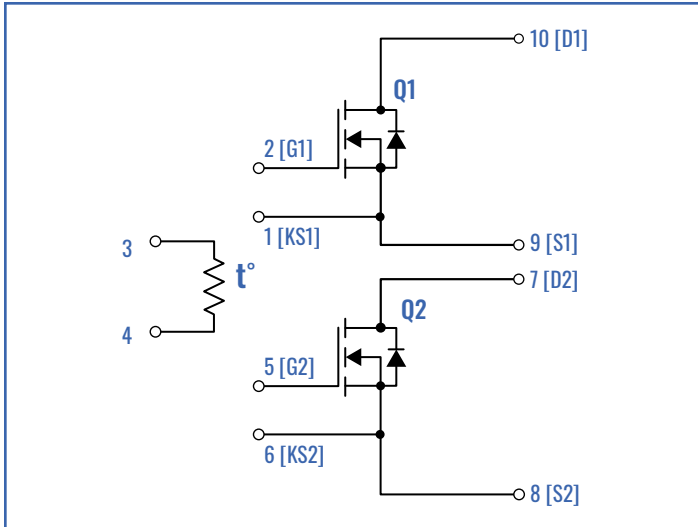 10 [D1]
Q1
2 [G1]
1 [KS1]
9 [S1]
3
t°
4
7 [D2]
Q2
5 [G2]
6 [KS2]
8 [S2]